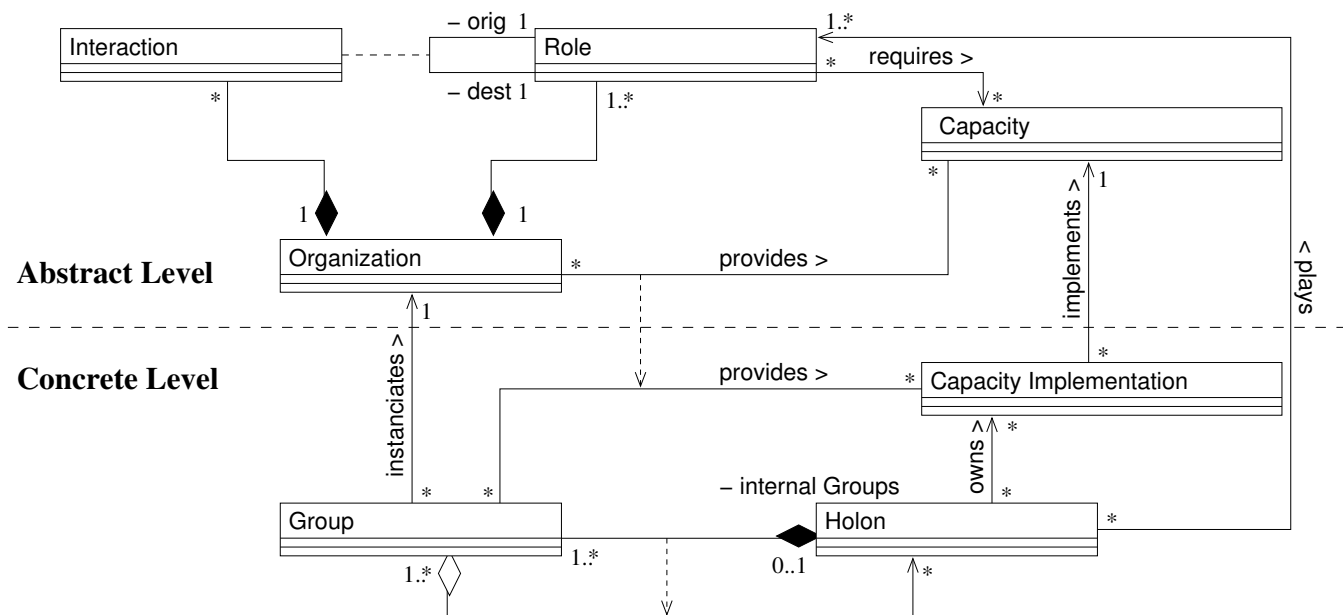 – orig 1
1..*
Interaction
Role
requires >
*
*
– dest 1
1..*
*
Capacity
*
1
implements >
1
1
< plays
Organization
*
provides >
Abstract Level
1
instanciates >
Concrete Level
provides >
*
*
Capacity Implementation
*
owns >
– internal Groups
*
*
*
Group
Holon
*
1..*
0..1
1..*
*